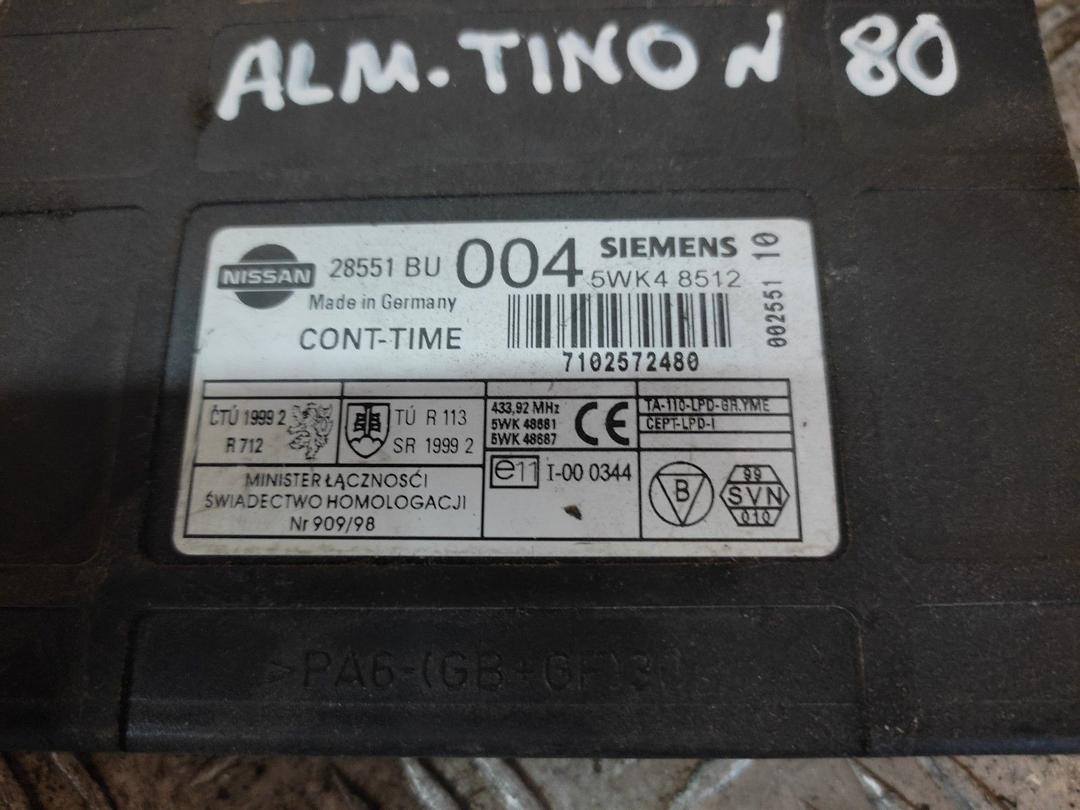 ALM. TINO N 80
NISSAN 28551 BU 004 SIEMENS
5WK4 8512
Made in Germany
CONT-TIME
7102572480
002551 10
ČTÚ 1999 2
R 712
TÚ R 113
SR 1999 2
433,92 MHz
5WK 48681
5WK 48687
CE
TA-110-LPD-GR.YME
CEPT-LPD-I
MINISTER ŁĄCZNOŚCI
ŚWIADECTWO HOMOLOGACJI
Nr 909/98
e11 I-00 0344
B
99
SVN
010
>PA6-(GB+GF)30